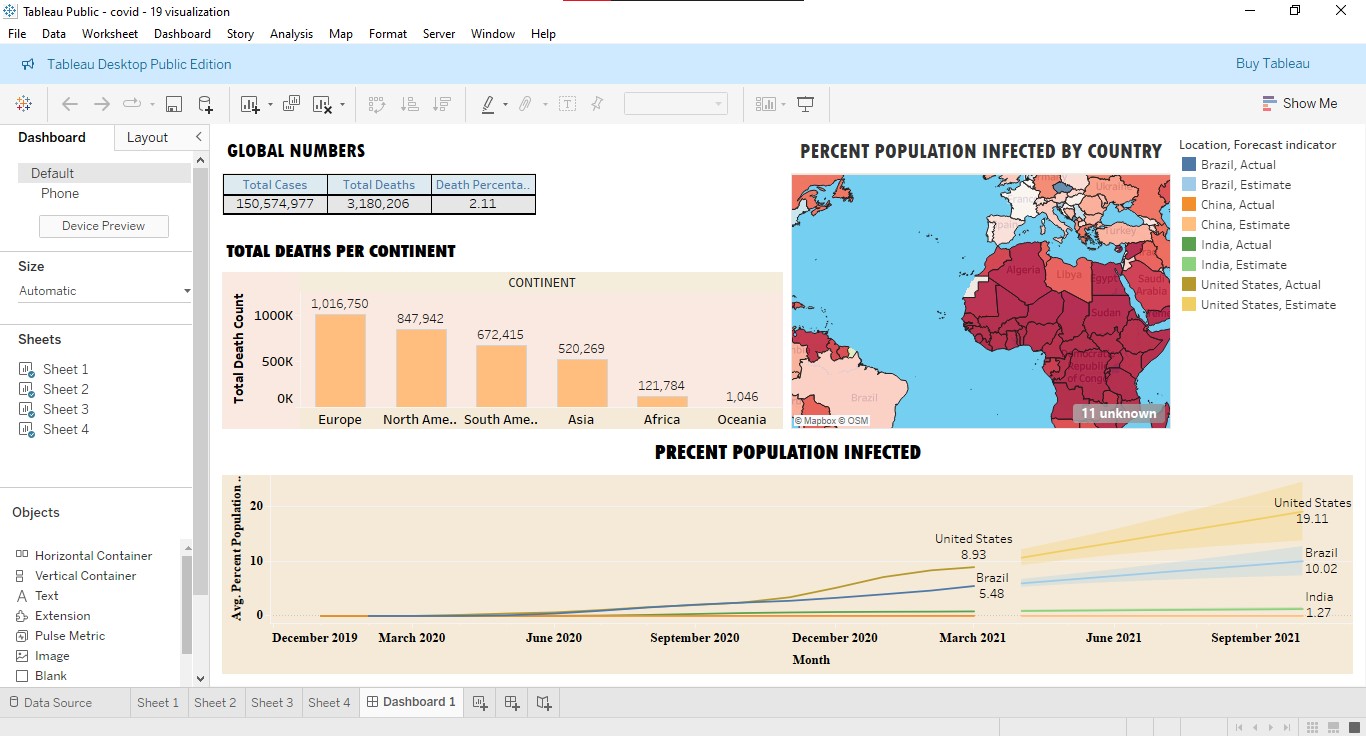 Tableau Public - covid - 19 visualization
File Data Worksheet Dashboard Story Analysis Map Format Server Window Help
Tableau Desktop Public Edition
Buy Tableau
Show Me
Dashboard
Layout
Default
Phone
Device Preview
Size
Automatic
Sheets
Sheet 1
Sheet 2
Sheet 3
Sheet 4
Objects
Horizontal Container
Vertical Container
Text
Extension
Pulse Metric
Image
Blank
GLOBAL NUMBERS
Total Cases Total Deaths Death Percenta..
150,574,977 3,180,206 2.11
TOTAL DEATHS PER CONTINENT
CONTINENT
Total Death Count
1000K
500K
0K
1,016,750
847,942
672,415
520,269
121,784
1,046
Europe North Ame.. South Ame.. Asia Africa Oceania
PERCENT POPULATION INFECTED BY COUNTRY
Ukraine
Turkey
Algeria
Libya
Egypt
Saudi
Arabia
Sudan
Brazil
11 unknown
© Mapbox © OSM
Location, Forecast indicator
Brazil, Actual
Brazil, Estimate
China, Actual
China, Estimate
India, Actual
India, Estimate
United States, Actual
United States, Estimate
PRECENT POPULATION INFECTED
Avg. Percent Population ..
20
10
0
United States
8.93
Brazil
5.48
United States
19.11
Brazil
10.02
India
1.27
December 2019 March 2020 June 2020 September 2020 December 2020 March 2021 June 2021 September 2021
Month
Data Source Sheet 1 Sheet 2 Sheet 3 Sheet 4 Dashboard 1